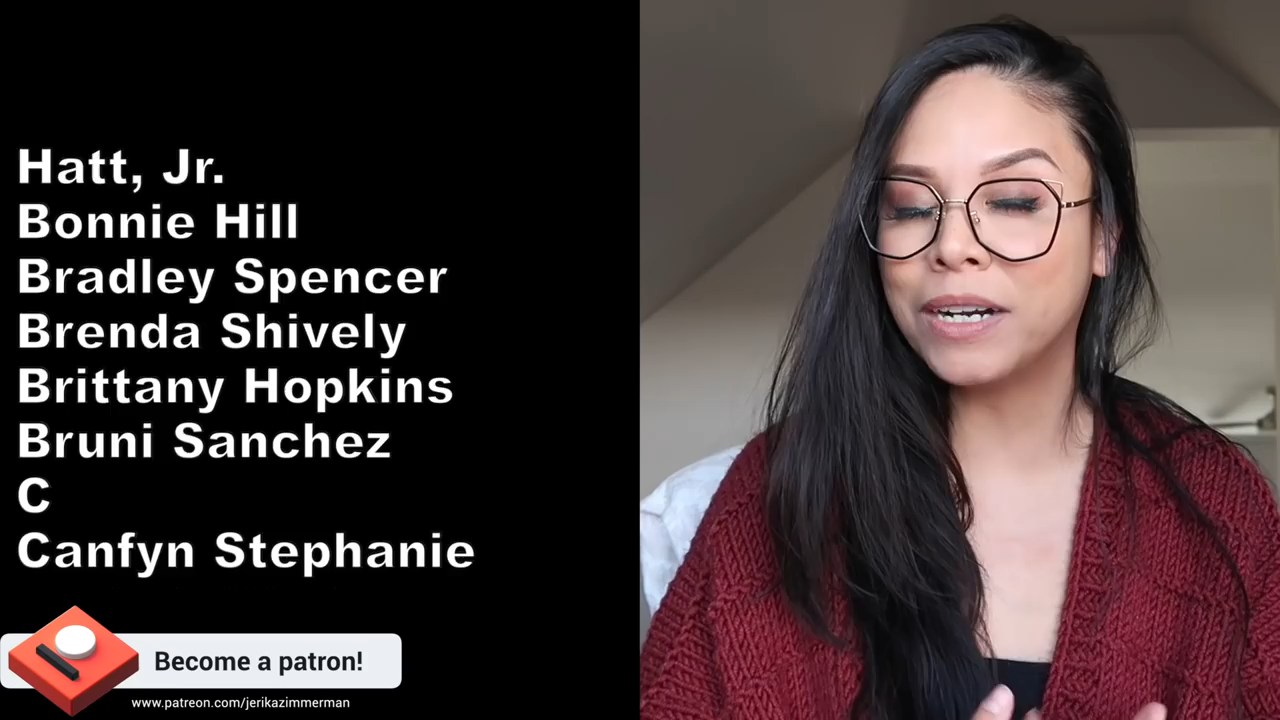 Hatt, Jr.
Bonnie Hill
Bradley Spencer
Brenda Shively
Brittany Hopkins
Bruni Sanchez
C
Canfyn Stephanie
Become a patron!
www.patreon.com/jerikazimmerman